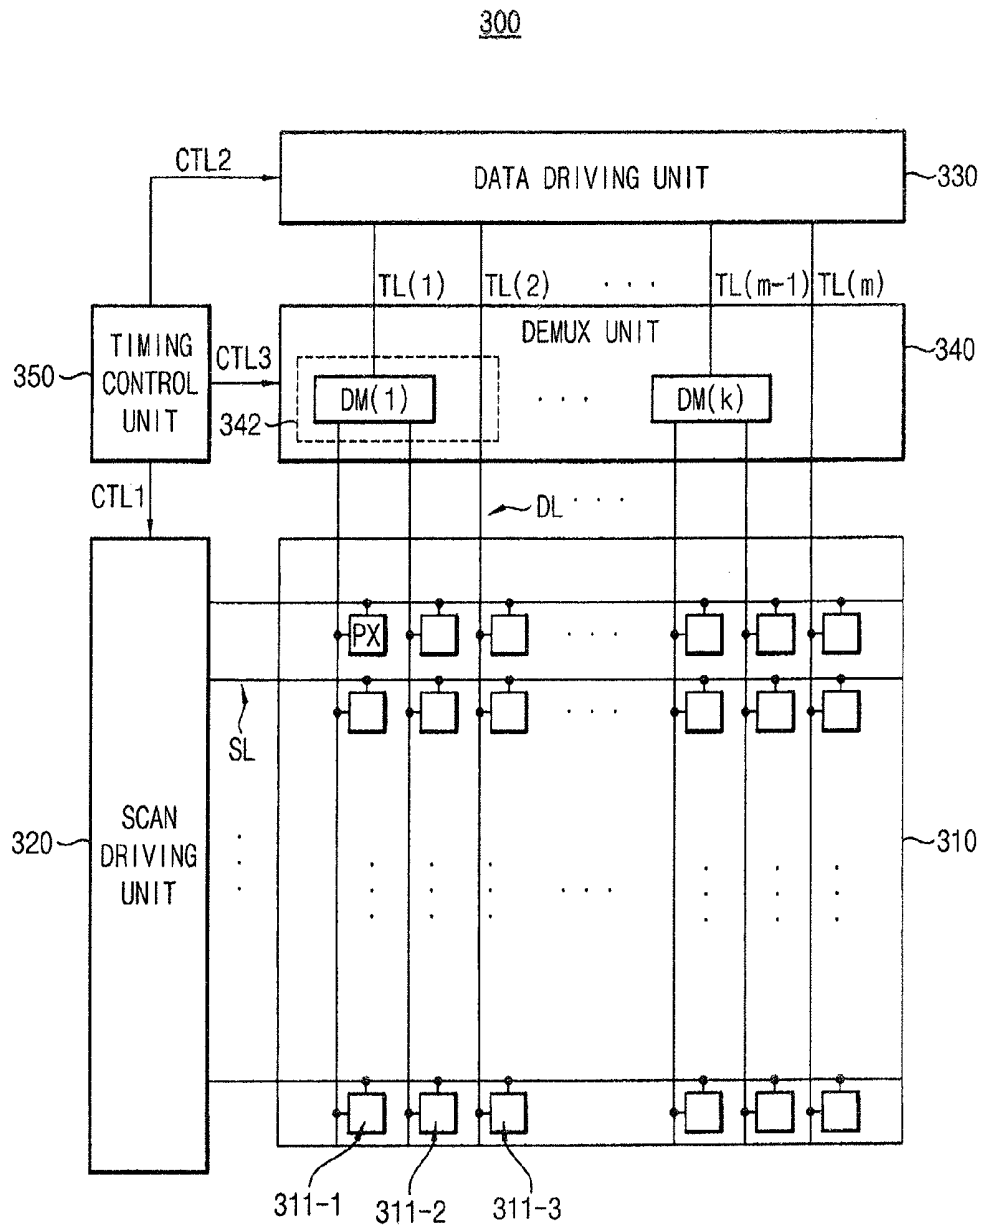 300
CTL2
DATA DRIVING UNIT
330
TL(1)
TL(2)
. . .
TL(m-1)
TL(m)
DEMUX UNIT
350
TIMING
CONTROL
UNIT
CTL3
340
DM(1)
. . .
DM(k)
342
CTL1
DL
. . .
PX
. . .
. . .
SL
320
SCAN
DRIVING
UNIT
. . .
310
311-1
311-2
311-3